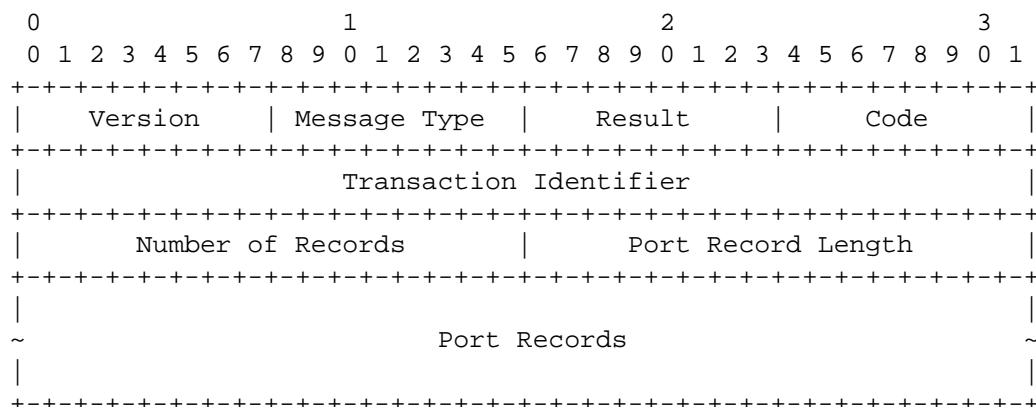 0                   1                   2                   3
 0 1 2 3 4 5 6 7 8 9 0 1 2 3 4 5 6 7 8 9 0 1 2 3 4 5 6 7 8 9 0 1
+-+-+-+-+-+-+-+-+-+-+-+-+-+-+-+-+-+-+-+-+-+-+-+-+-+-+-+-+-+-+-+-+
|    Version    | Message Type  |    Result     |     Code      |
+-+-+-+-+-+-+-+-+-+-+-+-+-+-+-+-+-+-+-+-+-+-+-+-+-+-+-+-+-+-+-+-+
|                    Transaction Identifier                     |
+-+-+-+-+-+-+-+-+-+-+-+-+-+-+-+-+-+-+-+-+-+-+-+-+-+-+-+-+-+-+-+-+
|       Number of Records       |      Port Record Length       |
+-+-+-+-+-+-+-+-+-+-+-+-+-+-+-+-+-+-+-+-+-+-+-+-+-+-+-+-+-+-+-+-+
|                                                               |
~                          Port Records                         ~
|                                                               |
+-+-+-+-+-+-+-+-+-+-+-+-+-+-+-+-+-+-+-+-+-+-+-+-+-+-+-+-+-+-+-+-+